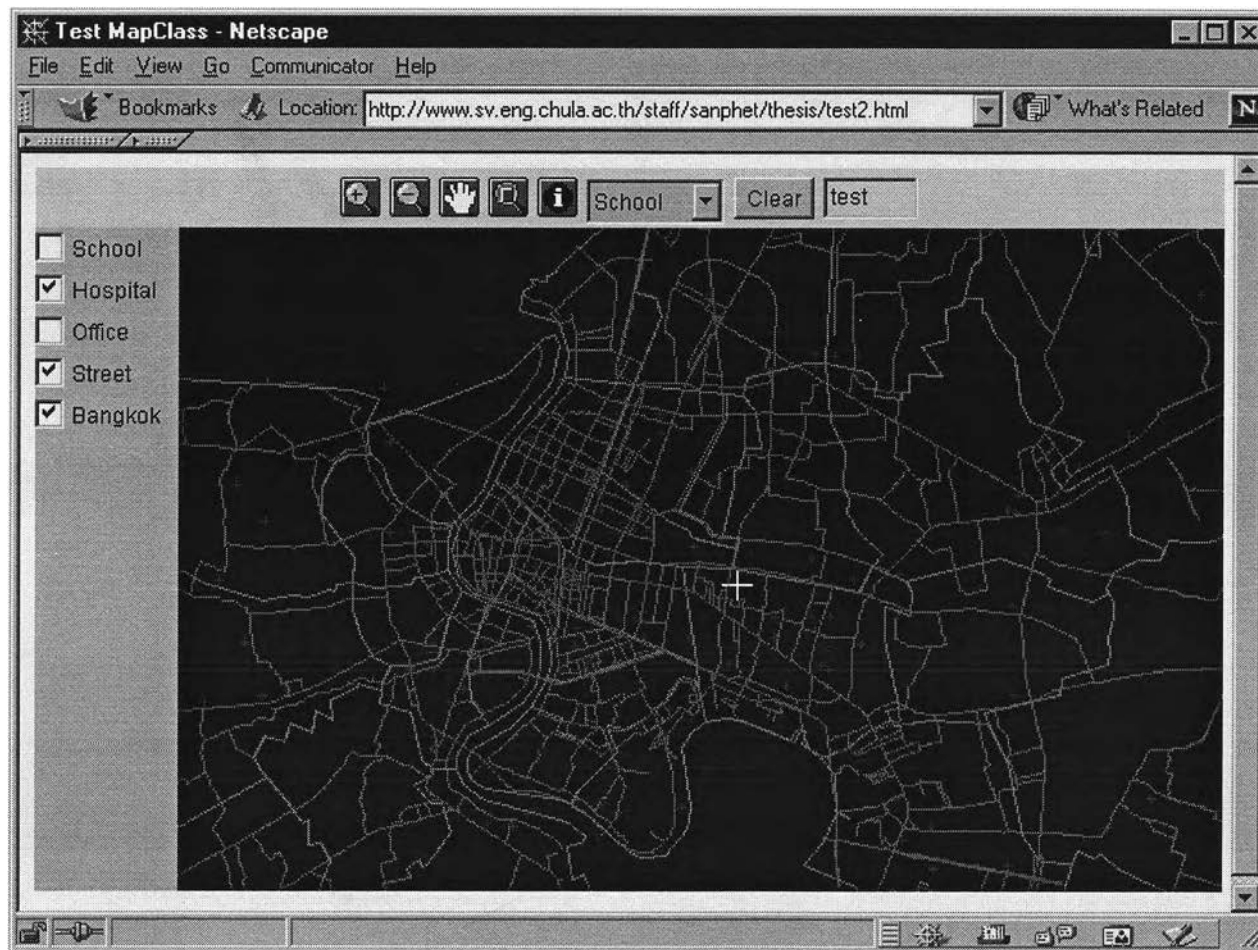 Test MapClass - Netscape
File Edit View Go Communicator Help
Bookmarks Location: http://www.sv.eng.chula.ac.th/staff/sanphet/thesis/test2.html What's Related N
i School Clear test
School
Hospital
Office
Street
Bangkok